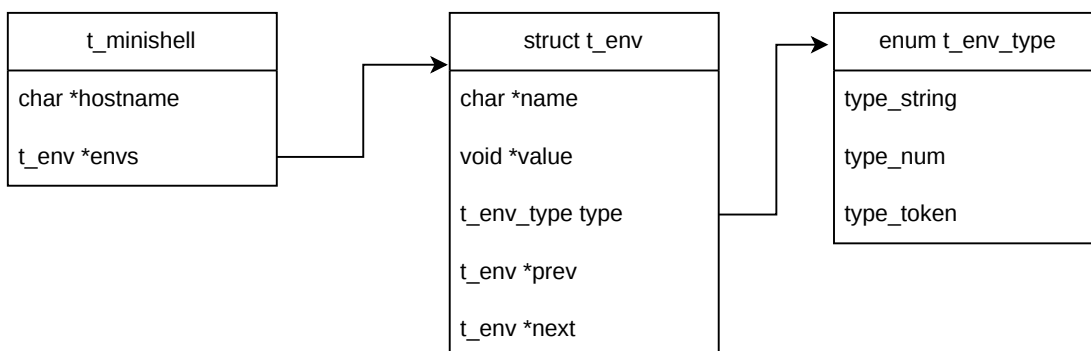 t_minishell
char *hostname
t_env *envs
struct t_env
char *name
void *value
t_env_type type
t_env *prev
t_env *next
enum t_env_type
type_string
type_num
type_token